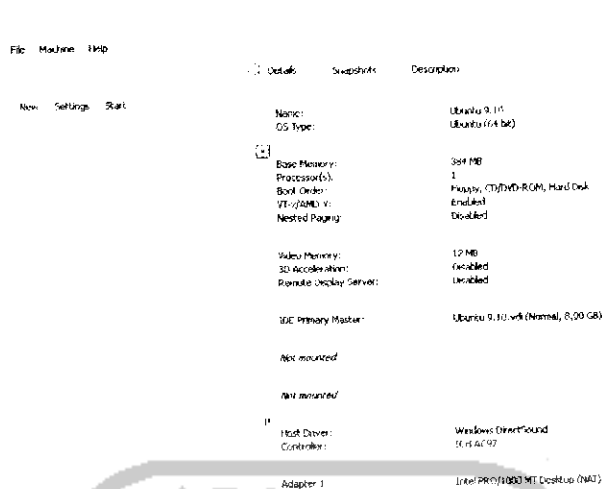 File Machine Help
Details Snapshots Description
New Settings Start
Name: Ubuntu 9.10
OS Type: Ubuntu (64 bit)
Base Memory: 384 MB
Processor(s): 1
Boot Order: Floppy, CD/DVD-ROM, Hard Disk
VT-x/AMD-V: Enabled
Nested Paging: Disabled
Video Memory: 12 MB
3D Acceleration: Disabled
Remote Display Server: Disabled
IDE Primary Master: Ubuntu 9.10.vdi (Normal, 8,00 GB)
Not mounted
Not mounted
Host Driver: Windows DirectSound
Controller: ICH AC97
Adapter 1 Intel PRO/1000 MT Desktop (NAT)